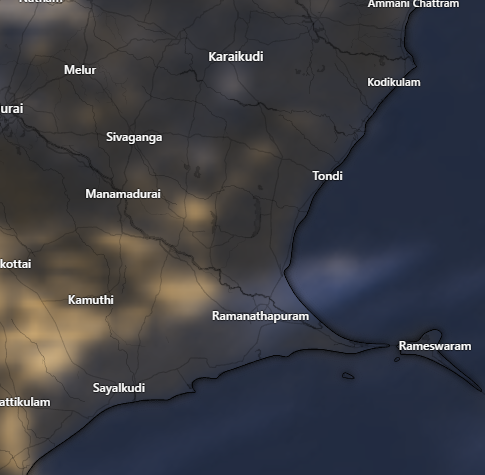 Ammani Chattram
Karaikudi
Melur
Kodikulam
urai
Sivaganga
Tondi
Manamadurai
kottai
Kamuthi
Ramanathapuram
Rameswaram
Sayalkudi
attikulam